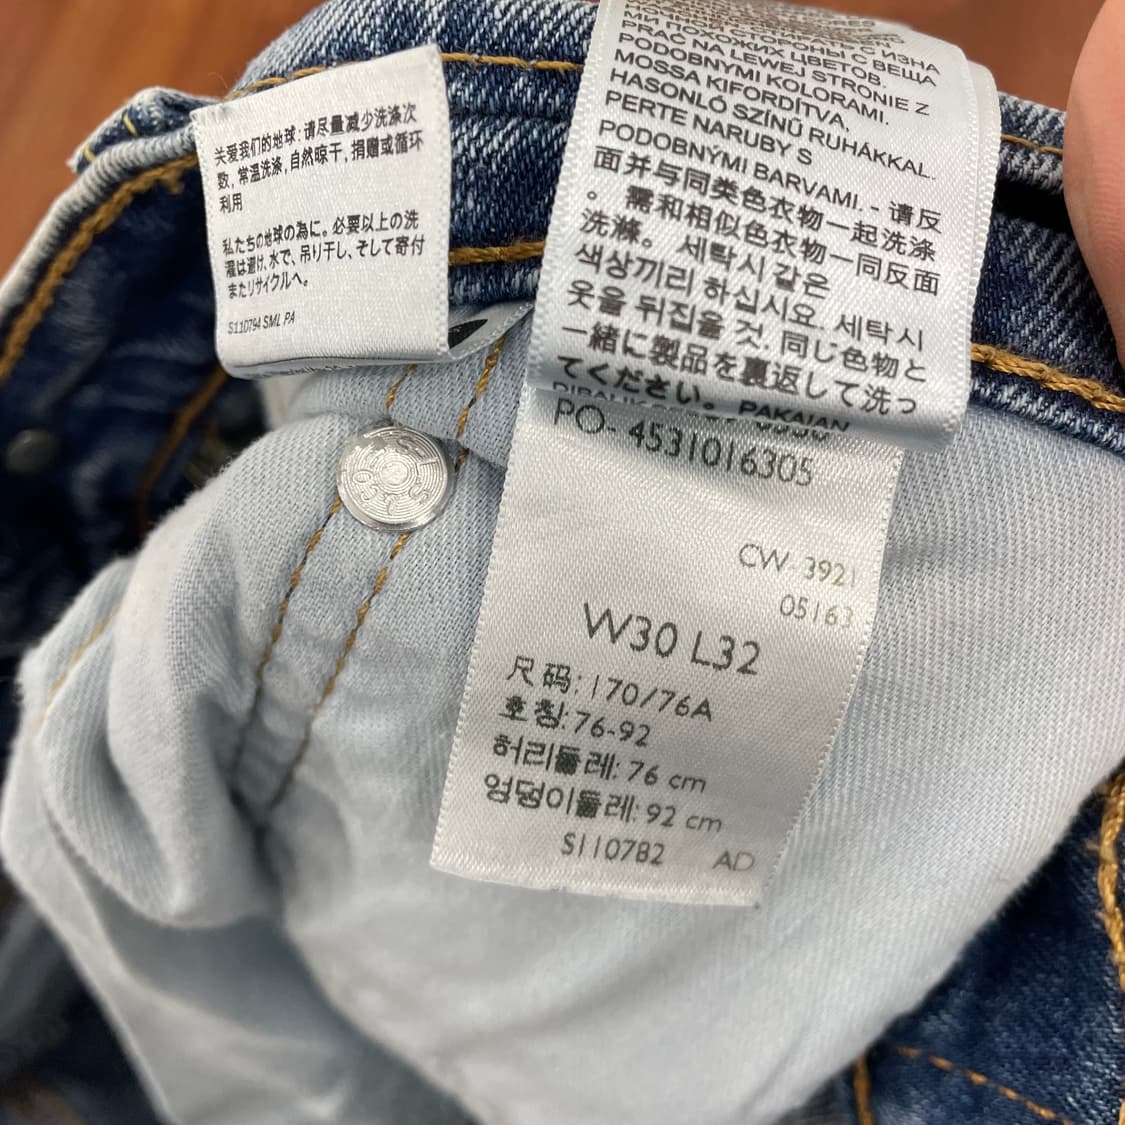 关爱我们的地球：请尽量减少洗涤次
数，常温洗涤，自然晾干，捐赠或循环
利用
私たちの地球の為に。必要以上の洗
濯は避け、水で、吊り干し、そして寄付
またリサイクルへ。
S110794 SML PA
МИ ПОХОЖИХ ЦВЕТОВ.
PRAĆ NA LEWEJ STRONIE Z
PODOBNYMI KOLORAMI.
MOSSA KIFORDÍTVA,
HASONLÓ SZÍNŰ RUHÁKKAL.
PERTE NARUBY S
PODOBNÝMI BARVAMI. - 请反
面并与同类色衣物一起洗涤
。 需和相似色衣物一同反面
洗滌。 세탁시 같은
색상끼리 하십시요. 세탁시
옷을 뒤집을 것. 同じ色物と
一緒に製品を裏返して洗っ
てください。 PAKAIAN
PO- 4531016305
CW 3921
05163
W30 L32
尺码: 170/76A
호칭: 76-92
허리둘레: 76 cm
엉덩이둘레: 92 cm
S110782 AD